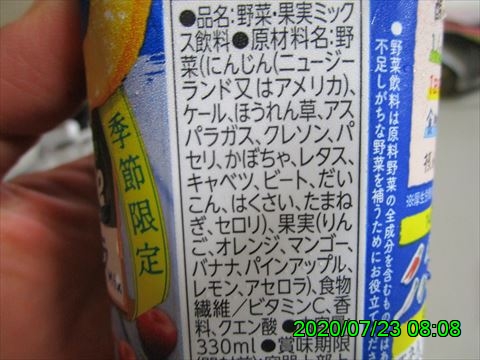 ●品名:野菜・果実ミック
ス飲料●原材料名:野
菜(にんじん(ニュージー
ランド又はアメリカ)、
ケール、ほうれん草、アス
パラガス、クレソン、パ
セリ、かぼちゃ、レタス、
キャベツ、ビート、だい
こん、はくさい、たまね
ぎ、セロリ)、果実(りん
ご、オレンジ、マンゴー、
バナナ、パインアップル、
レモン、アセロラ)、食物
繊維／ビタミンC、香
料、クエン酸
330ml ●賞味期限
●野菜飲料は原料野菜の全成分を含むもの
不足しがちな野菜を補うためにお役立て
季節限定
2020/07/23 08:08